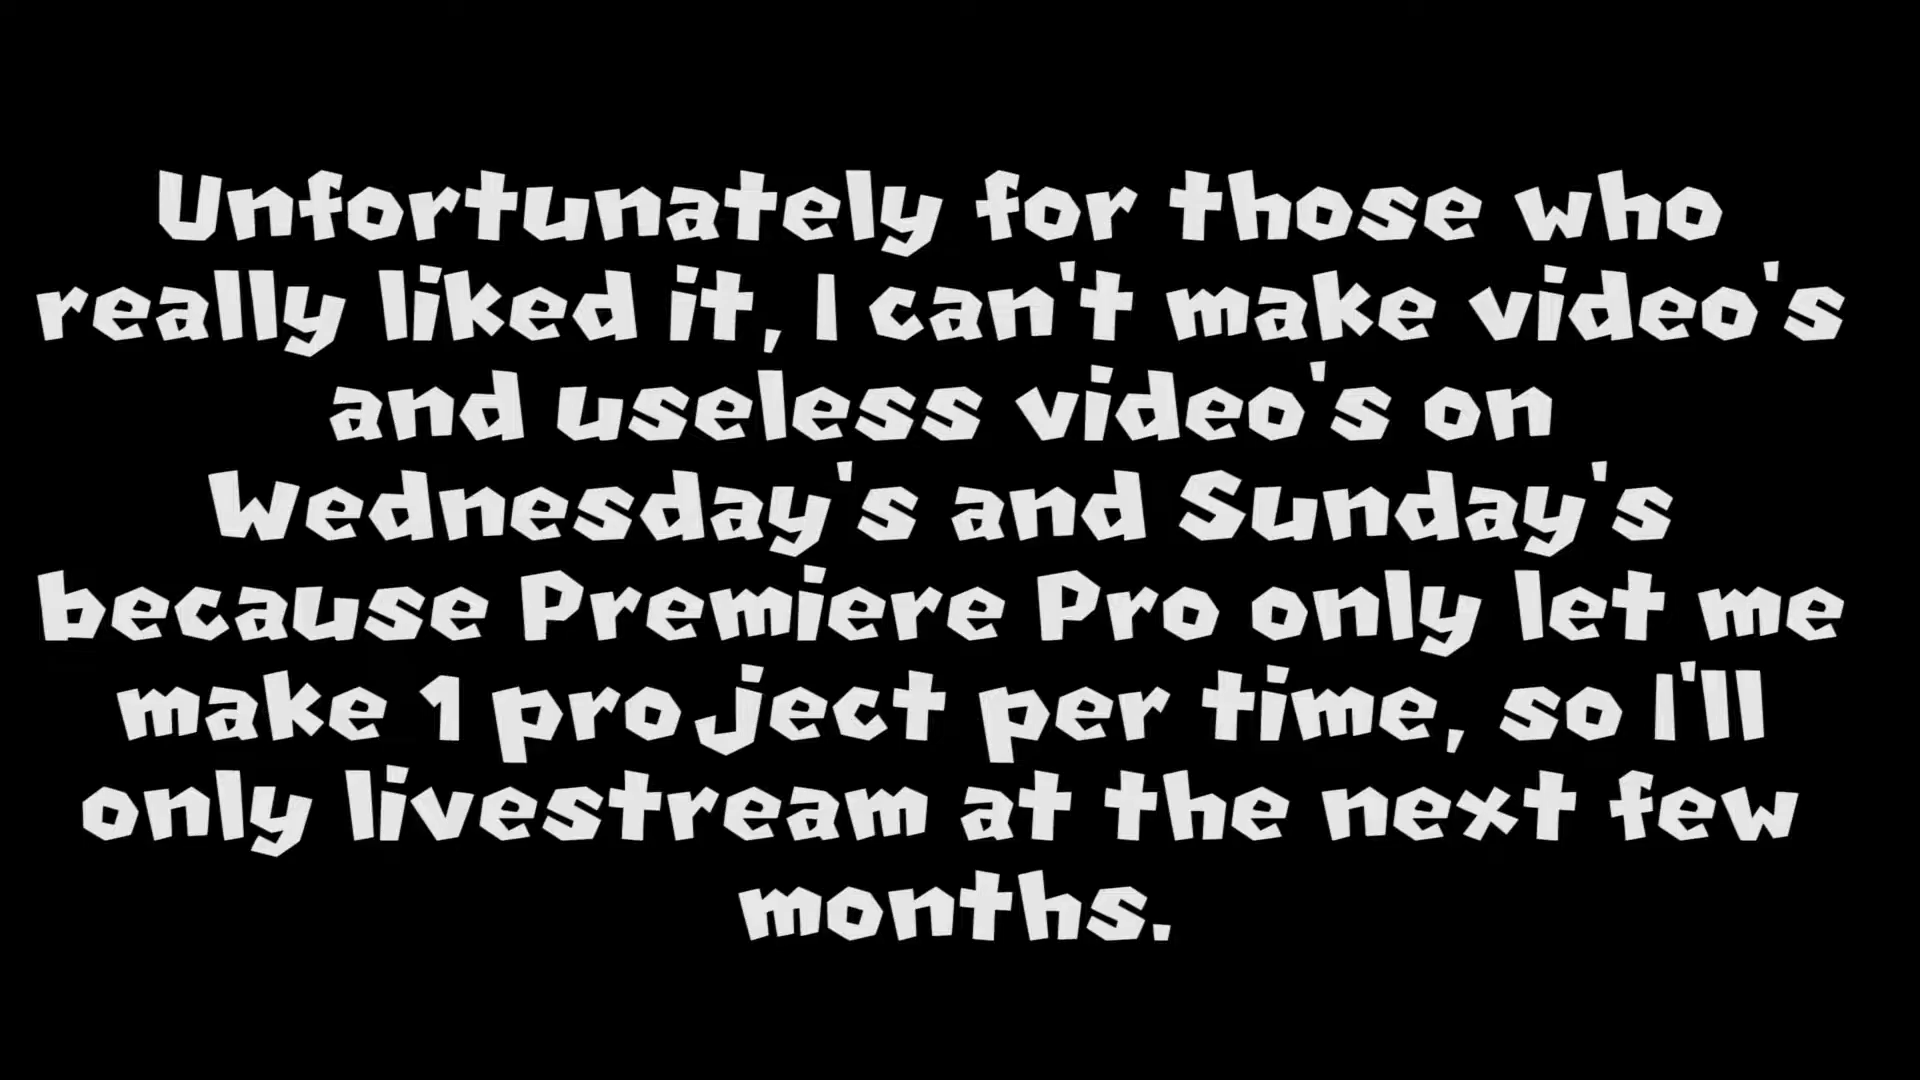 Unfortunately for those who
really liked it, I can't make video's
and useless video's on
Wednesday's and Sunday's
because Premiere Pro only let me
make 1 project per time, so I'll
only livestream at the next few
months.